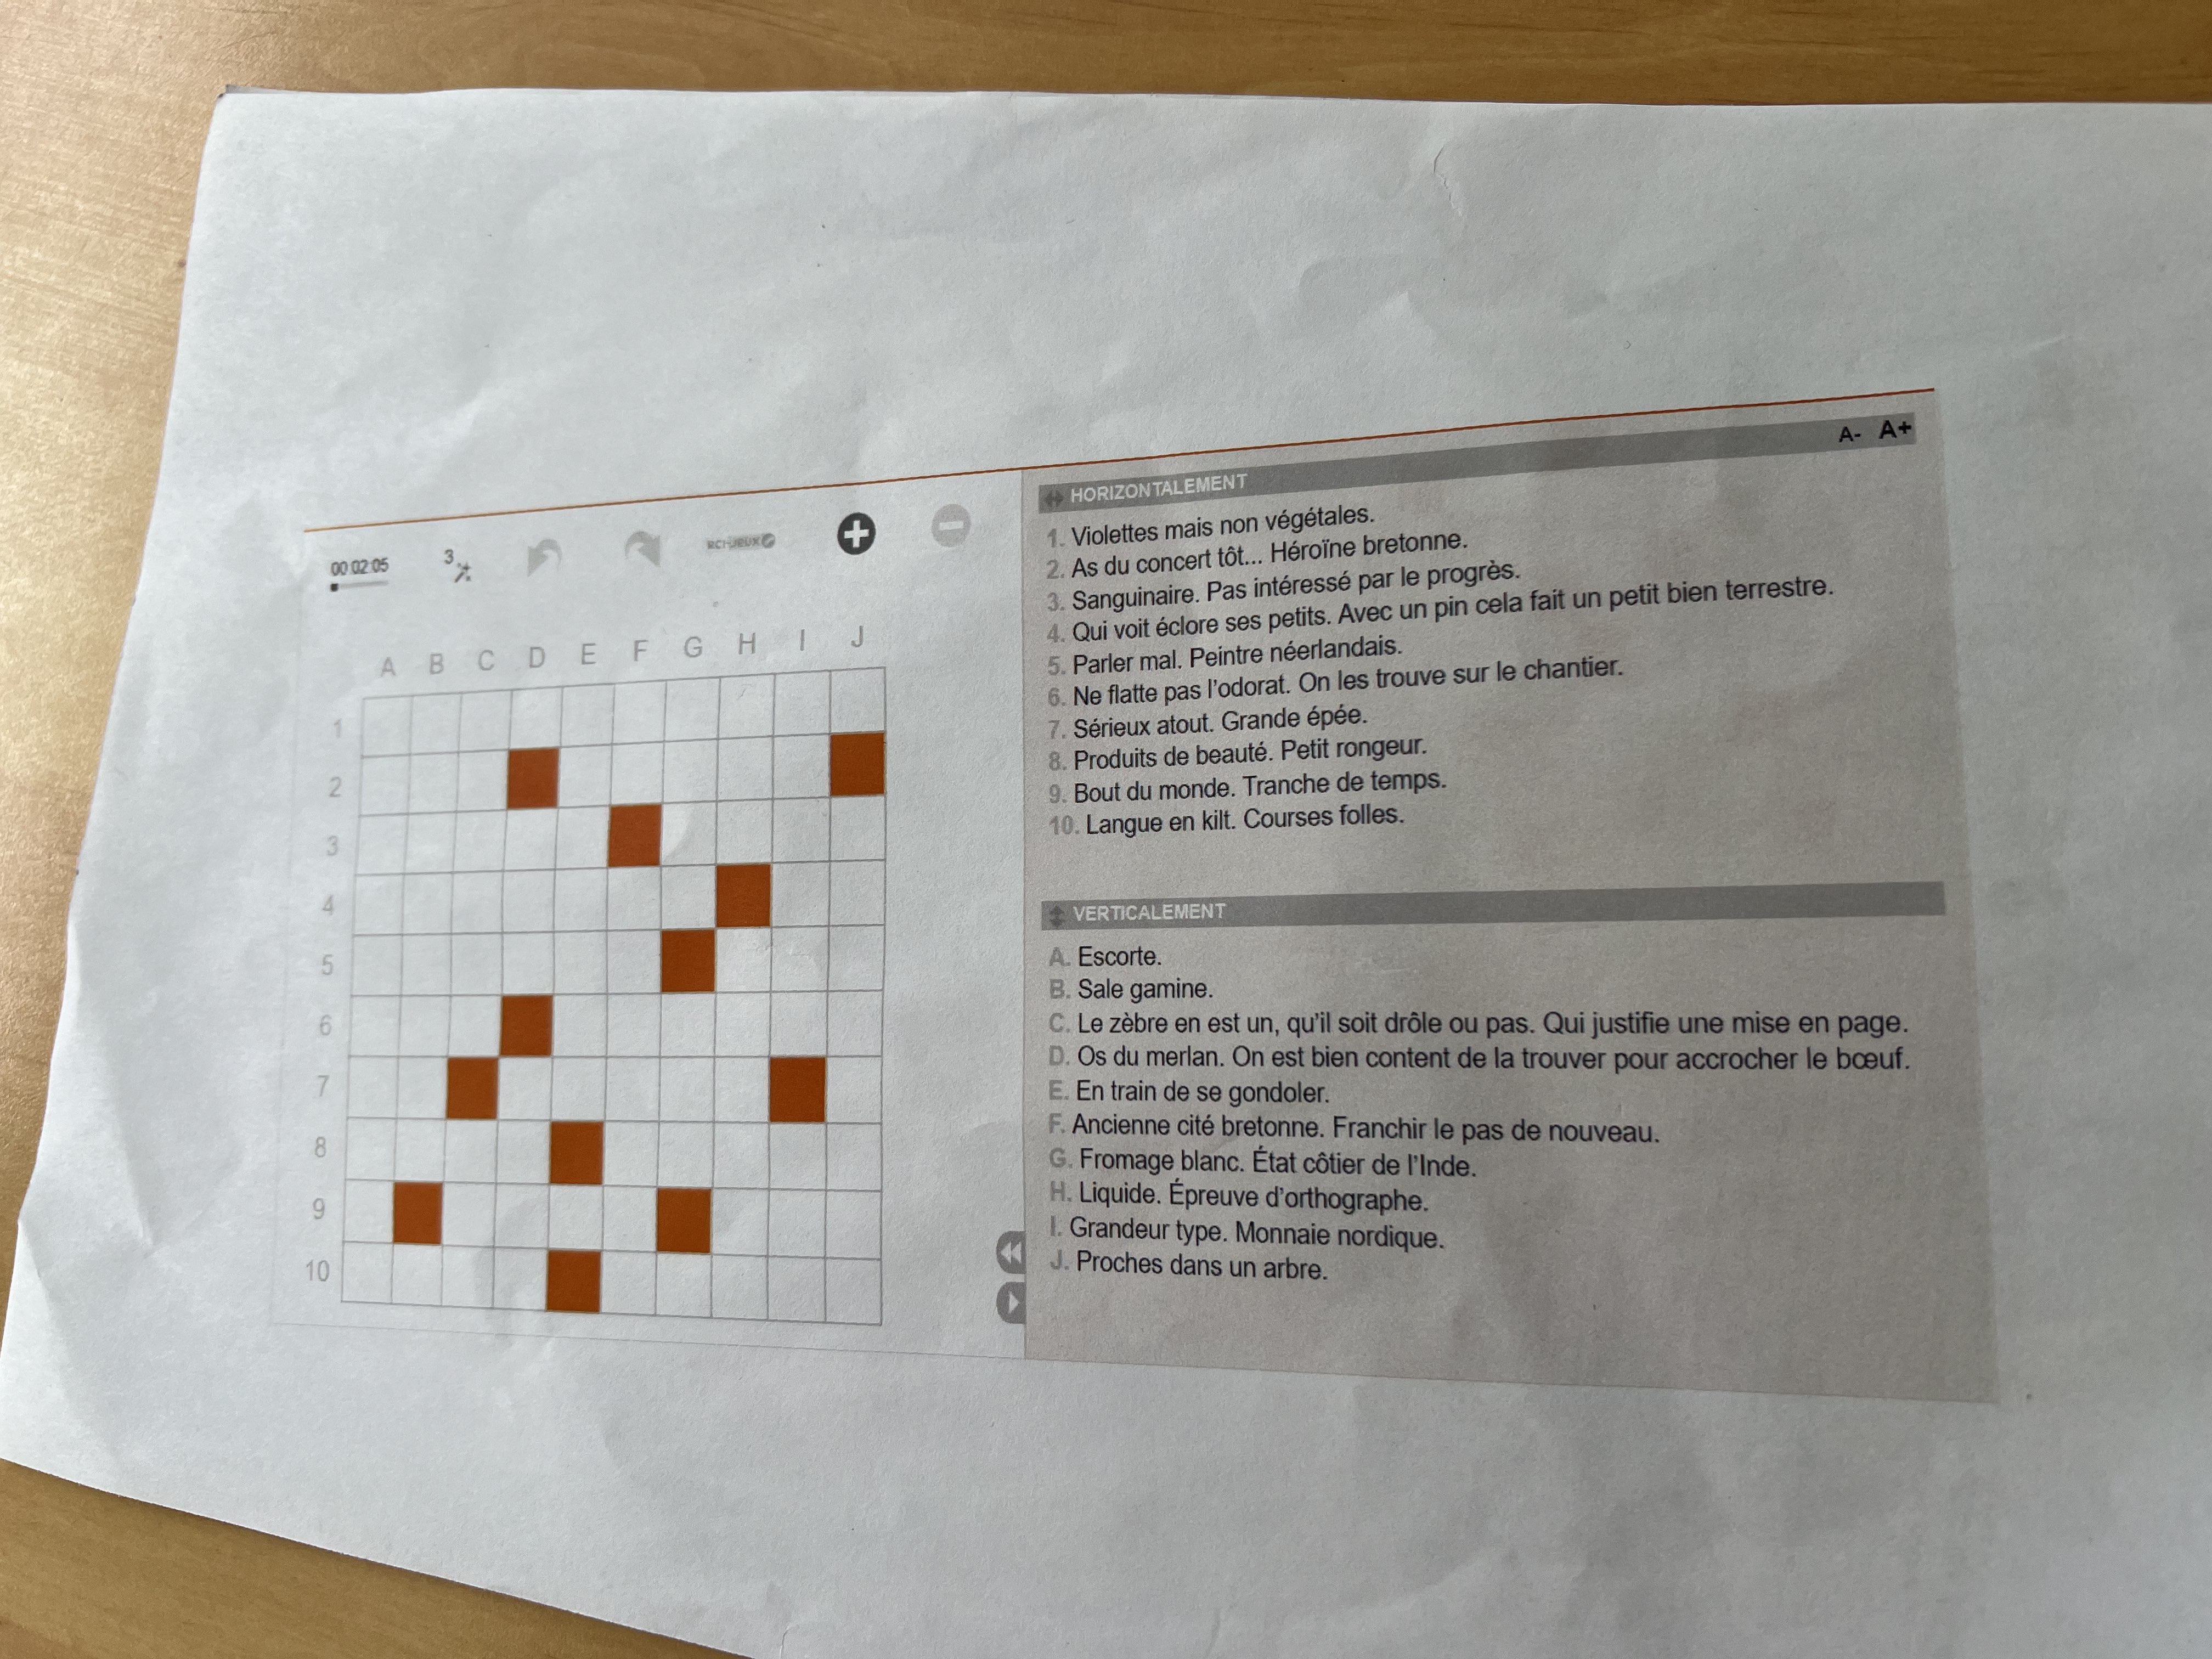 00:02:05
3
RCI-JEUX
A B C D E F G H I J
1
2
3
4
5
6
7
8
9
10
A- A+
HORIZONTALEMENT
1. Violettes mais non végétales.
2. As du concert tôt... Héroïne bretonne.
3. Sanguinaire. Pas intéressé par le progrès.
4. Qui voit éclore ses petits. Avec un pin cela fait un petit bien terrestre.
5. Parler mal. Peintre néerlandais.
6. Ne flatte pas l'odorat. On les trouve sur le chantier.
7. Sérieux atout. Grande épée.
8. Produits de beauté. Petit rongeur.
9. Bout du monde. Tranche de temps.
10. Langue en kilt. Courses folles.
VERTICALEMENT
A. Escorte.
B. Sale gamine.
C. Le zèbre en est un, qu'il soit drôle ou pas. Qui justifie une mise en page.
D. Os du merlan. On est bien content de la trouver pour accrocher le bœuf.
E. En train de se gondoler.
F. Ancienne cité bretonne. Franchir le pas de nouveau.
G. Fromage blanc. État côtier de l'Inde.
H. Liquide. Épreuve d'orthographe.
I. Grandeur type. Monnaie nordique.
J. Proches dans un arbre.